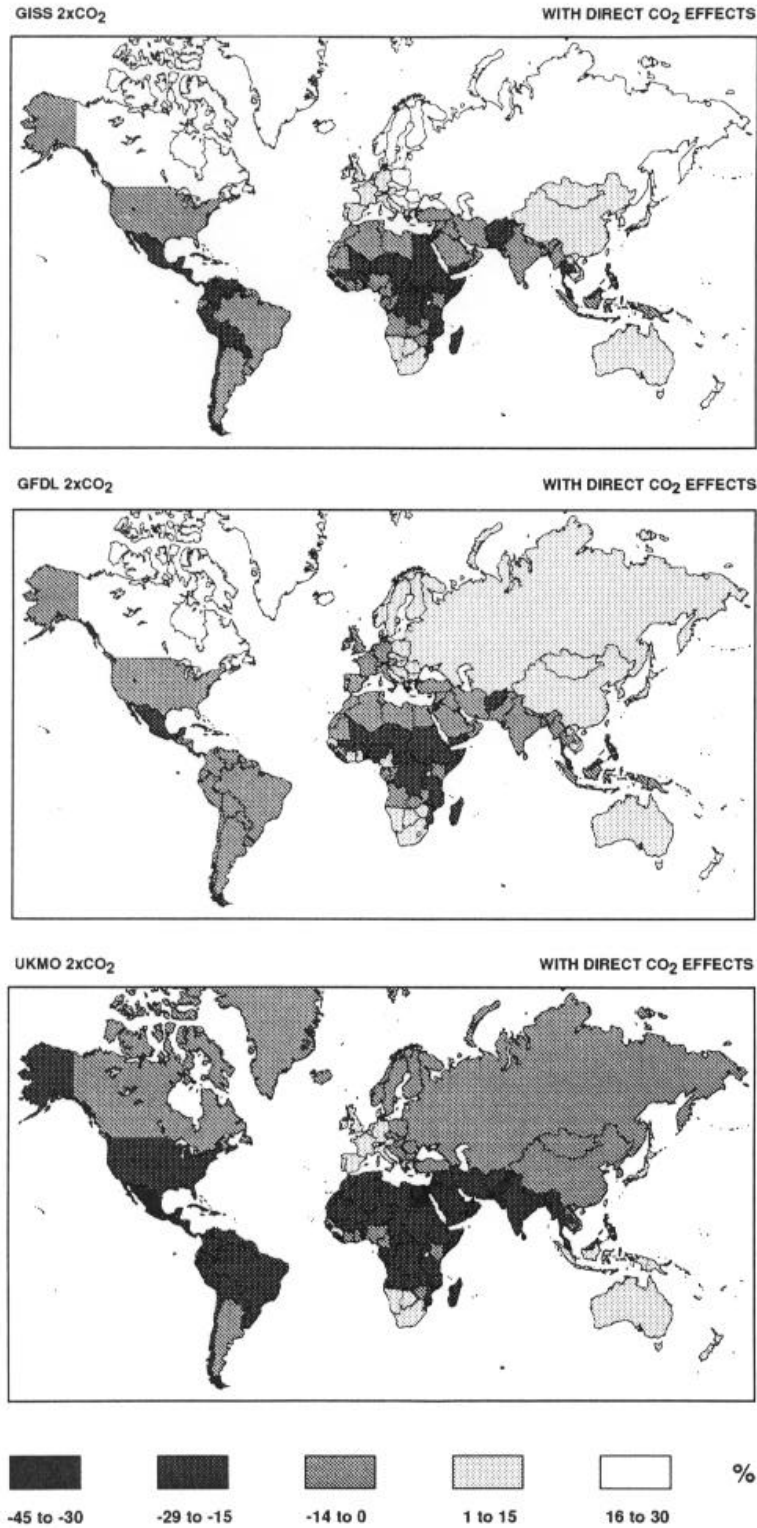 GISS 2xCO2 WITH DIRECT CO2 EFFECTS
GFDL 2xCO2 WITH DIRECT CO2 EFFECTS
UKMO 2xCO2 WITH DIRECT CO2 EFFECTS
%
-45 to -30 -29 to -15 -14 to 0 1 to 15 16 to 30